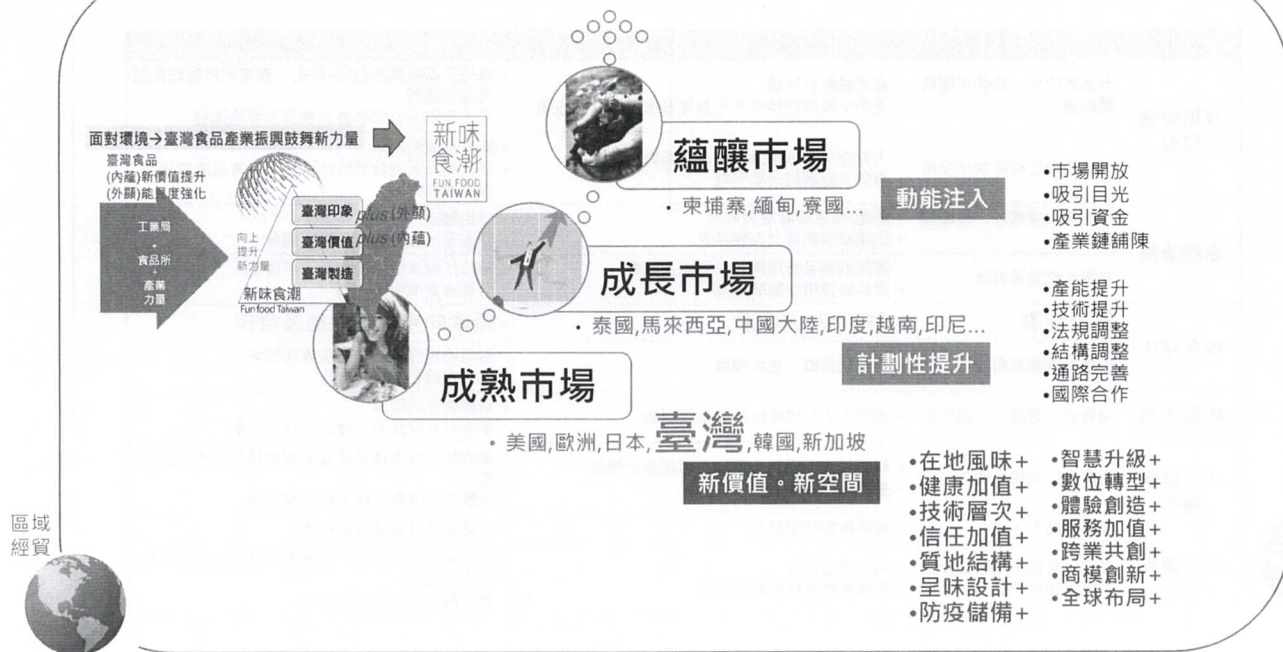 面對環境→臺灣食品產業振興鼓舞新力量
新味
食潮
FUN FOOD
TAIWAN
臺灣食品
(內蘊)新價值提升
(外顯)能見度強化
工業局
+
食品所
+
產業
力量
向上
提升
新力量
臺灣印象
plus(外顯)
臺灣價值
plus(內蘊)
臺灣製造
新味食潮
Fun food Taiwan
蘊釀市場
• 柬埔寨,緬甸,寮國...
動能注入
•市場開放
•吸引目光
•吸引資金
•產業鏈舖陳
成長市場
• 泰國,馬來西亞,中國大陸,印度,越南,印尼...
計劃性提升
•產能提升
•技術提升
•法規調整
•結構調整
•通路完善
•國際合作
成熟市場
• 美國,歐洲,日本,臺灣,韓國,新加坡
新價值。新空間
•在地風味+
•健康加值+
•技術層次+
•信任加值+
•質地結構+
•呈味設計+
•防疫儲備+
•智慧升級+
•數位轉型+
•體驗創造+
•服務加值+
•跨業共創+
•商模創新+
•全球布局+
區域
經貿